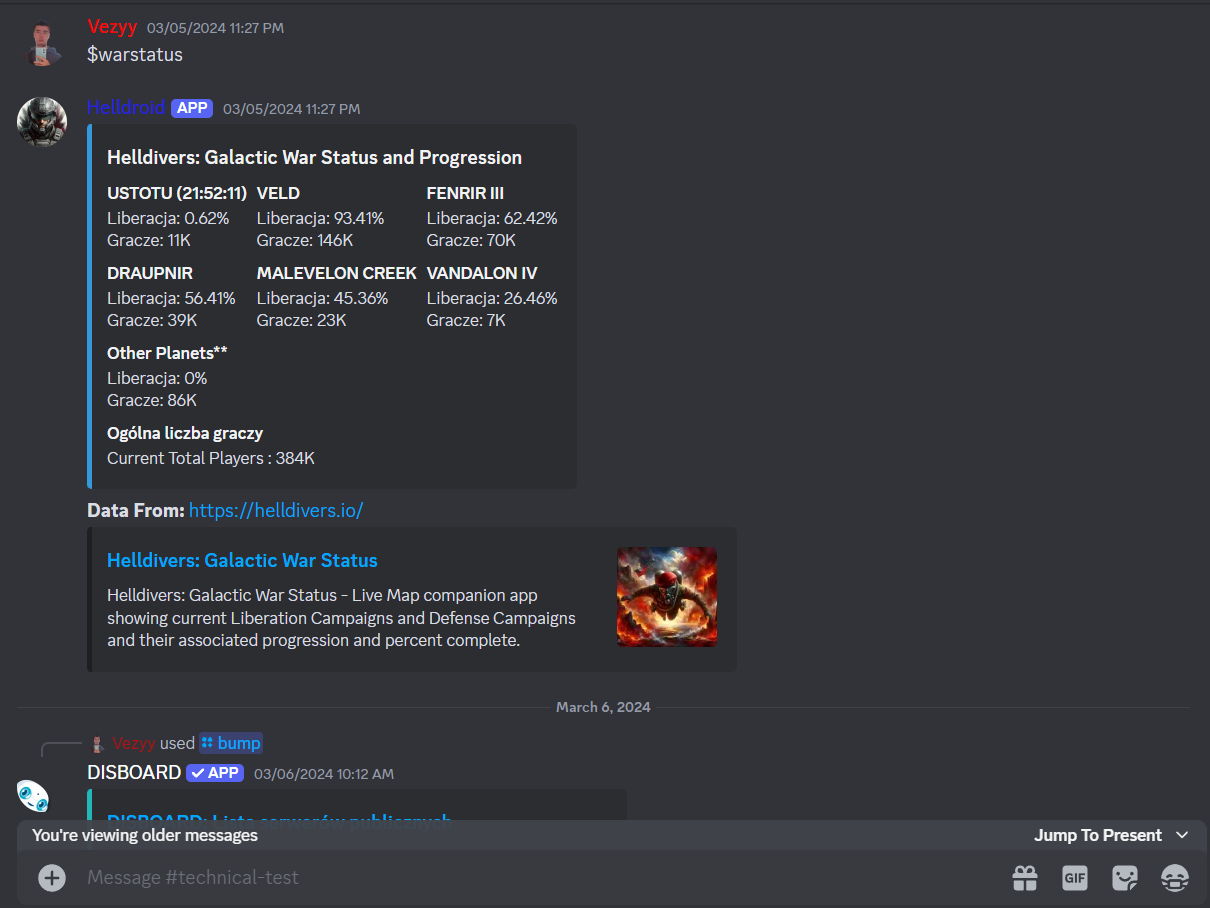 Vezyy 03/05/2024 11:27 PM
$warstatus
Helldroid APP 03/05/2024 11:27 PM
Helldivers: Galactic War Status and Progression
USTOTU (21:52:11) VELD FENRIR III
Liberacja: 0.62% Liberacja: 93.41% Liberacja: 62.42%
Gracze: 11K Gracze: 146K Gracze: 70K
DRAUPNIR MALEVELON CREEK VANDALON IV
Liberacja: 56.41% Liberacja: 45.36% Liberacja: 26.46%
Gracze: 39K Gracze: 23K Gracze: 7K
Other Planets**
Liberacja: 0%
Gracze: 86K
Ogólna liczba graczy
Current Total Players : 384K
Data From: https://helldivers.io/
Helldivers: Galactic War Status
Helldivers: Galactic War Status - Live Map companion app
showing current Liberation Campaigns and Defense Campaigns
and their associated progression and percent complete.
March 6, 2024
Vezyy used bump
DISBOARD APP 03/06/2024 10:12 AM
DISBOARD: Lista serwerów publicznych
You're viewing older messages Jump To Present
Message #technical-test GIF